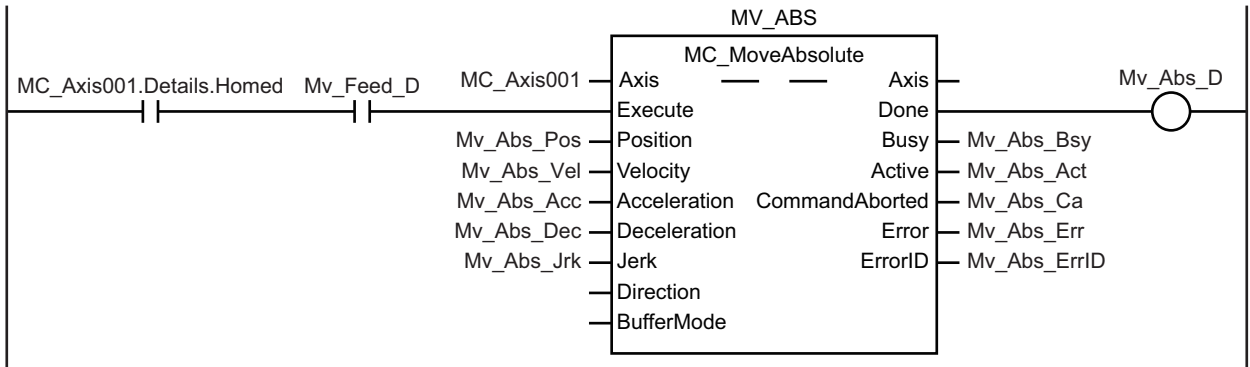 MV_ABS
MC_MoveAbsolute
MC_Axis001.Details.Homed Mv_Feed_D MC_Axis001 Axis Axis Mv_Abs_D
Execute Done
Mv_Abs_Pos Position Busy Mv_Abs_Bsy
Mv_Abs_Vel Velocity Active Mv_Abs_Act
Mv_Abs_Acc Acceleration CommandAborted Mv_Abs_Ca
Mv_Abs_Dec Deceleration Error Mv_Abs_Err
Mv_Abs_Jrk Jerk ErrorID Mv_Abs_ErrID
Direction
BufferMode